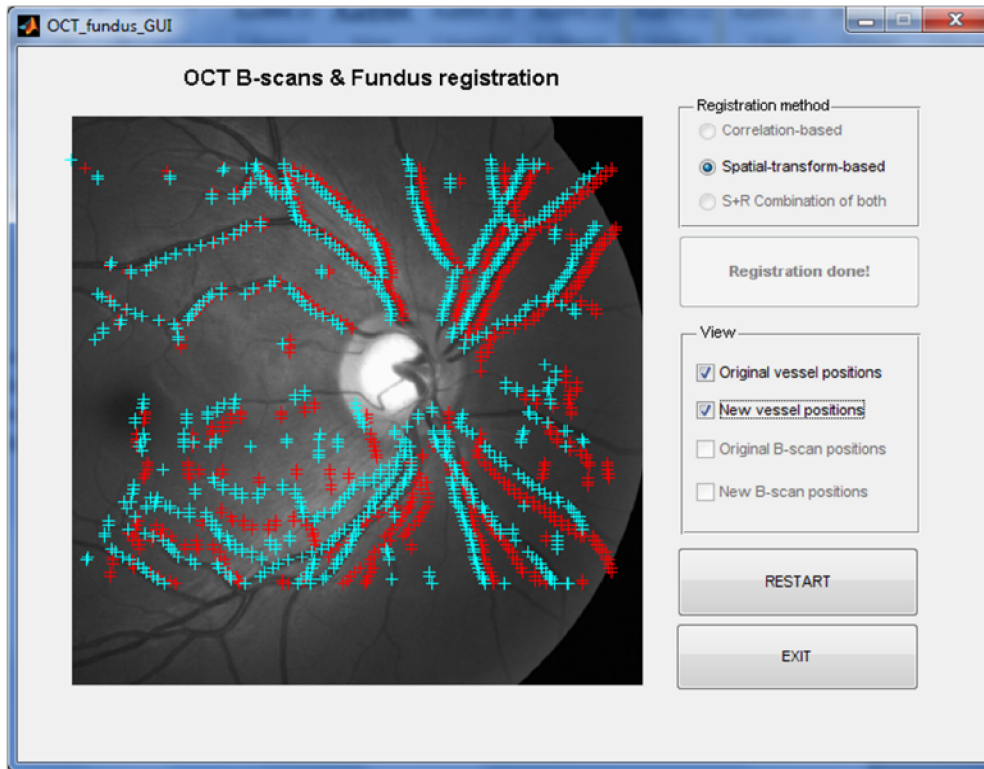 OCT_fundus_GUI
OCT B-scans & Fundus registration
Registration method
Correlation-based
Spatial-transform-based
S+R Combination of both
Registration done!
View
Original vessel positions
New vessel positions
Original B-scan positions
New B-scan positions
RESTART
EXIT